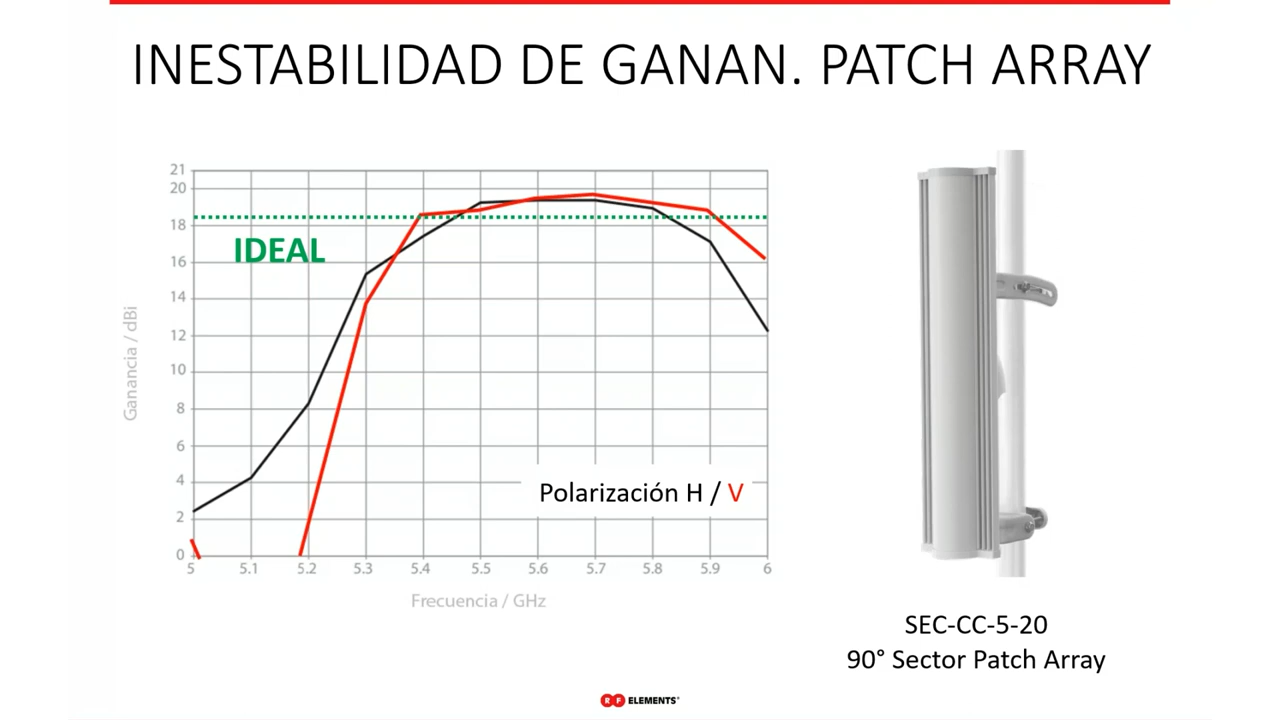 INESTABILIDAD DE GANAN. PATCH ARRAY
21
20
18
16
14
12
10
8
6
4
2
0
Ganancia / dBi
IDEAL
Polarización H / V
5 5.1 5.2 5.3 5.4 5.5 5.6 5.7 5.8 5.9 6
Frecuencia / GHz
SEC-CC-5-20
90° Sector Patch Array
RF ELEMENTS